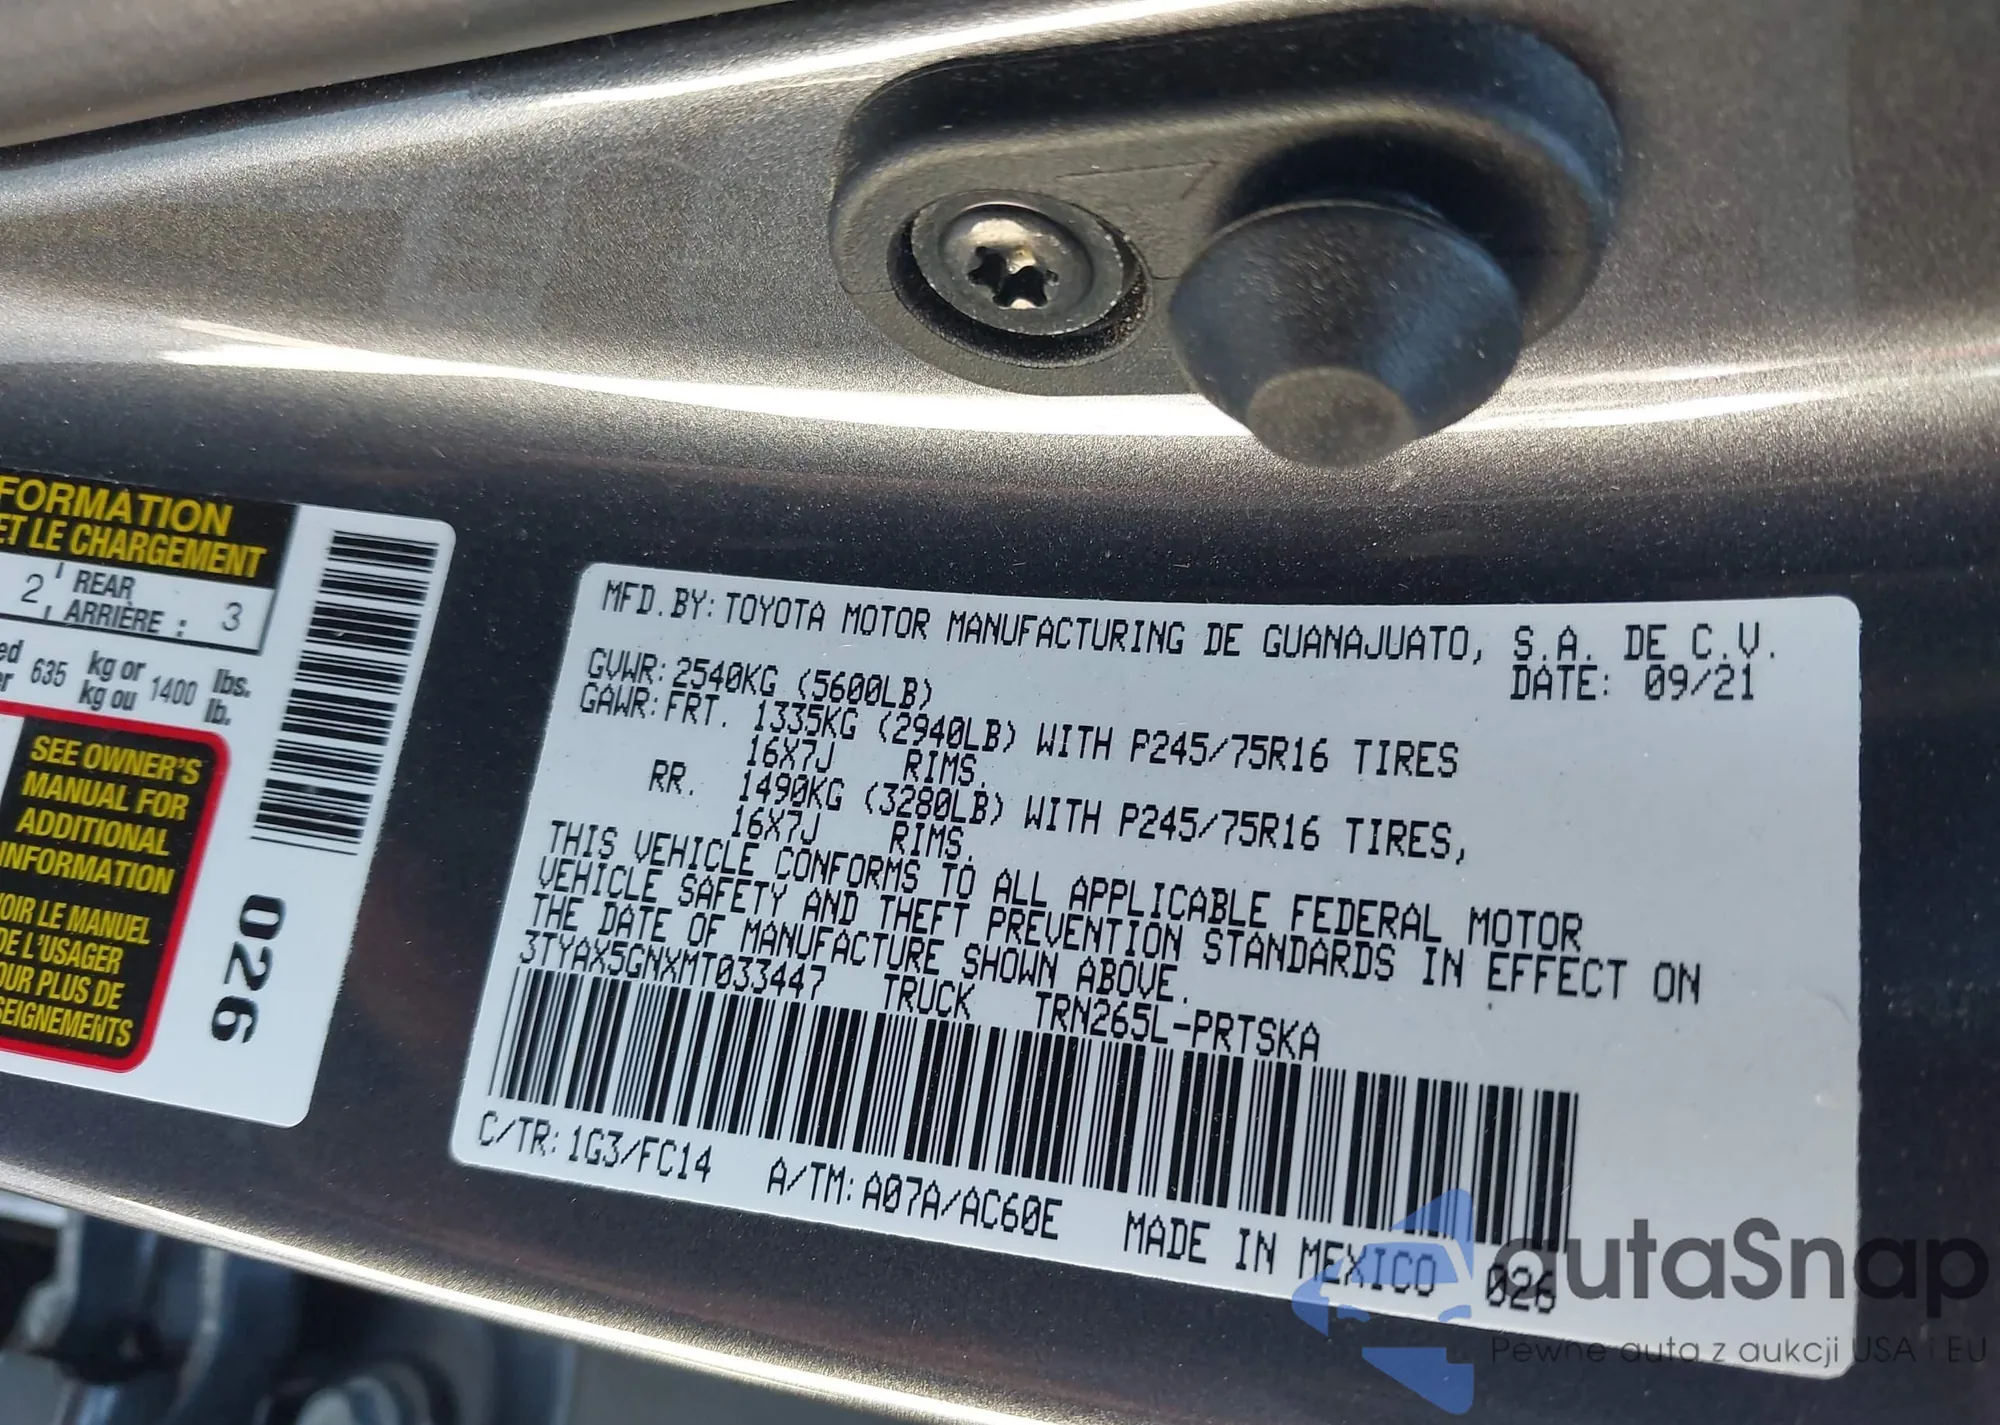 FORMATION
ET LE CHARGEMENT
2 REAR
ARRIÈRE : 3
635 kg or 1400 lbs.
kg ou lb.
SEE OWNER'S
MANUAL FOR
ADDITIONAL
INFORMATION
VOIR LE MANUEL
DE L'USAGER
POUR PLUS DE
SEIGNEMENTS
026
MFD. BY: TOYOTA MOTOR MANUFACTURING DE GUANAJUATO, S.A. DE C.V.
GVWR: 2540KG (5600LB) DATE: 09/21
GAWR: FRT. 1335KG (2940LB) WITH P245/75R16 TIRES
16X7J RIMS.
RR. 1490KG (3280LB) WITH P245/75R16 TIRES,
16X7J RIMS.
THIS VEHICLE CONFORMS TO ALL APPLICABLE FEDERAL MOTOR
VEHICLE SAFETY AND THEFT PREVENTION STANDARDS IN EFFECT ON
THE DATE OF MANUFACTURE SHOWN ABOVE.
3TYAX5GNXMT033447 TRUCK TRN265L-PRTSKA
C/TR: 1G3/FC14 A/TM: A07A/AC60E MADE IN MEXICO 026
autaSnap
Pewne auta z aukcji USA i EU